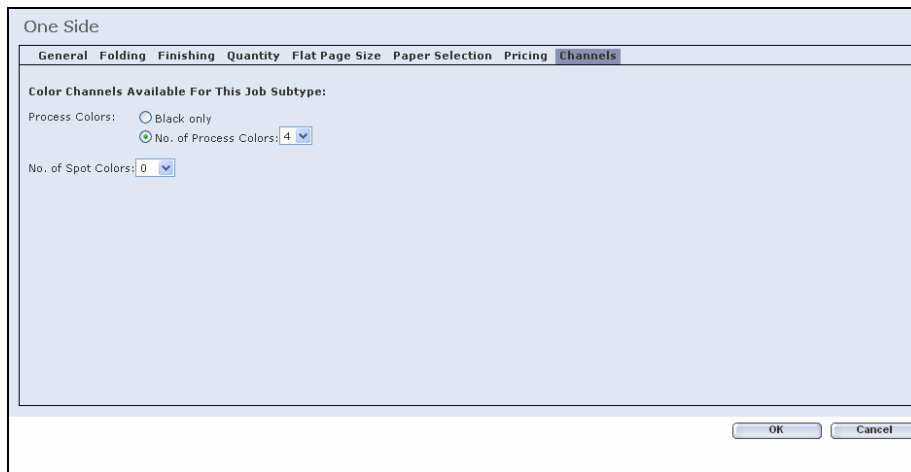 One Side
General Folding Finishing Quantity Flat Page Size Paper Selection Pricing Channels
Color Channels Available For This Job Subtype:
Process Colors: Black only
No. of Process Colors: 4
No. of Spot Colors: 0
OK Cancel